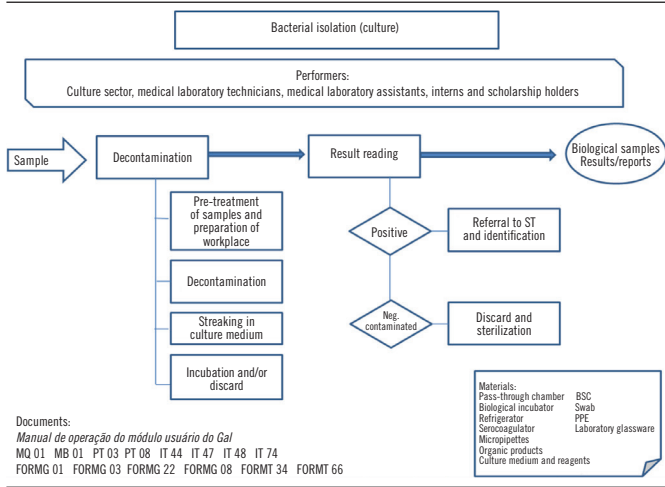 Bacterial isolation (culture)
Performers:
Culture sector, medical laboratory technicians, medical laboratory assistants, interns and scholarship holders
Sample
Decontamination
Result reading
Biological samples
Results/reports
Pre-treatment
of samples and
preparation of
workplace
Decontamination
Streaking in
culture medium
Incubation and/or
discard
Positive
Referral to ST
and identification
Neg.
contaminated
Discard and
sterilization
Materials:
Pass-through chamber BSC
Biological incubator Swab
Refrigerator PPE
Serocoagulator Laboratory glassware
Micropipettes
Organic products
Culture medium and reagents
Documents:
Manual de operação do módulo usuário do Gal
MQ 01 MB 01 PT 03 PT 08 IT 44 IT 47 IT 48 IT 74
FORMG 01 FORMG 03 FORMG 22 FORMG 08 FORMT 34 FORMT 66